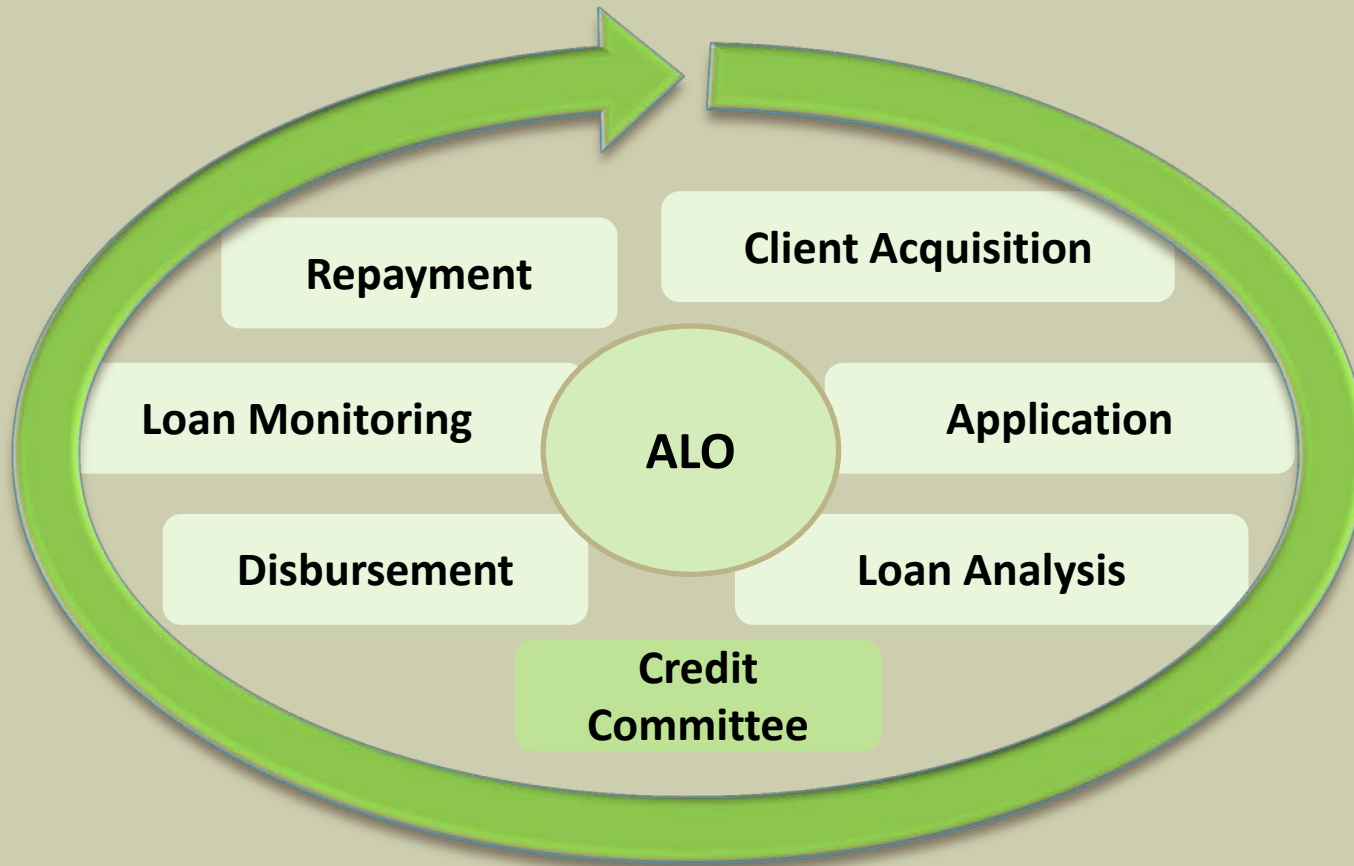 Repayment
Client Acquisition
Loan Monitoring
ALO
Application
Disbursement
Loan Analysis
Credit
Committee